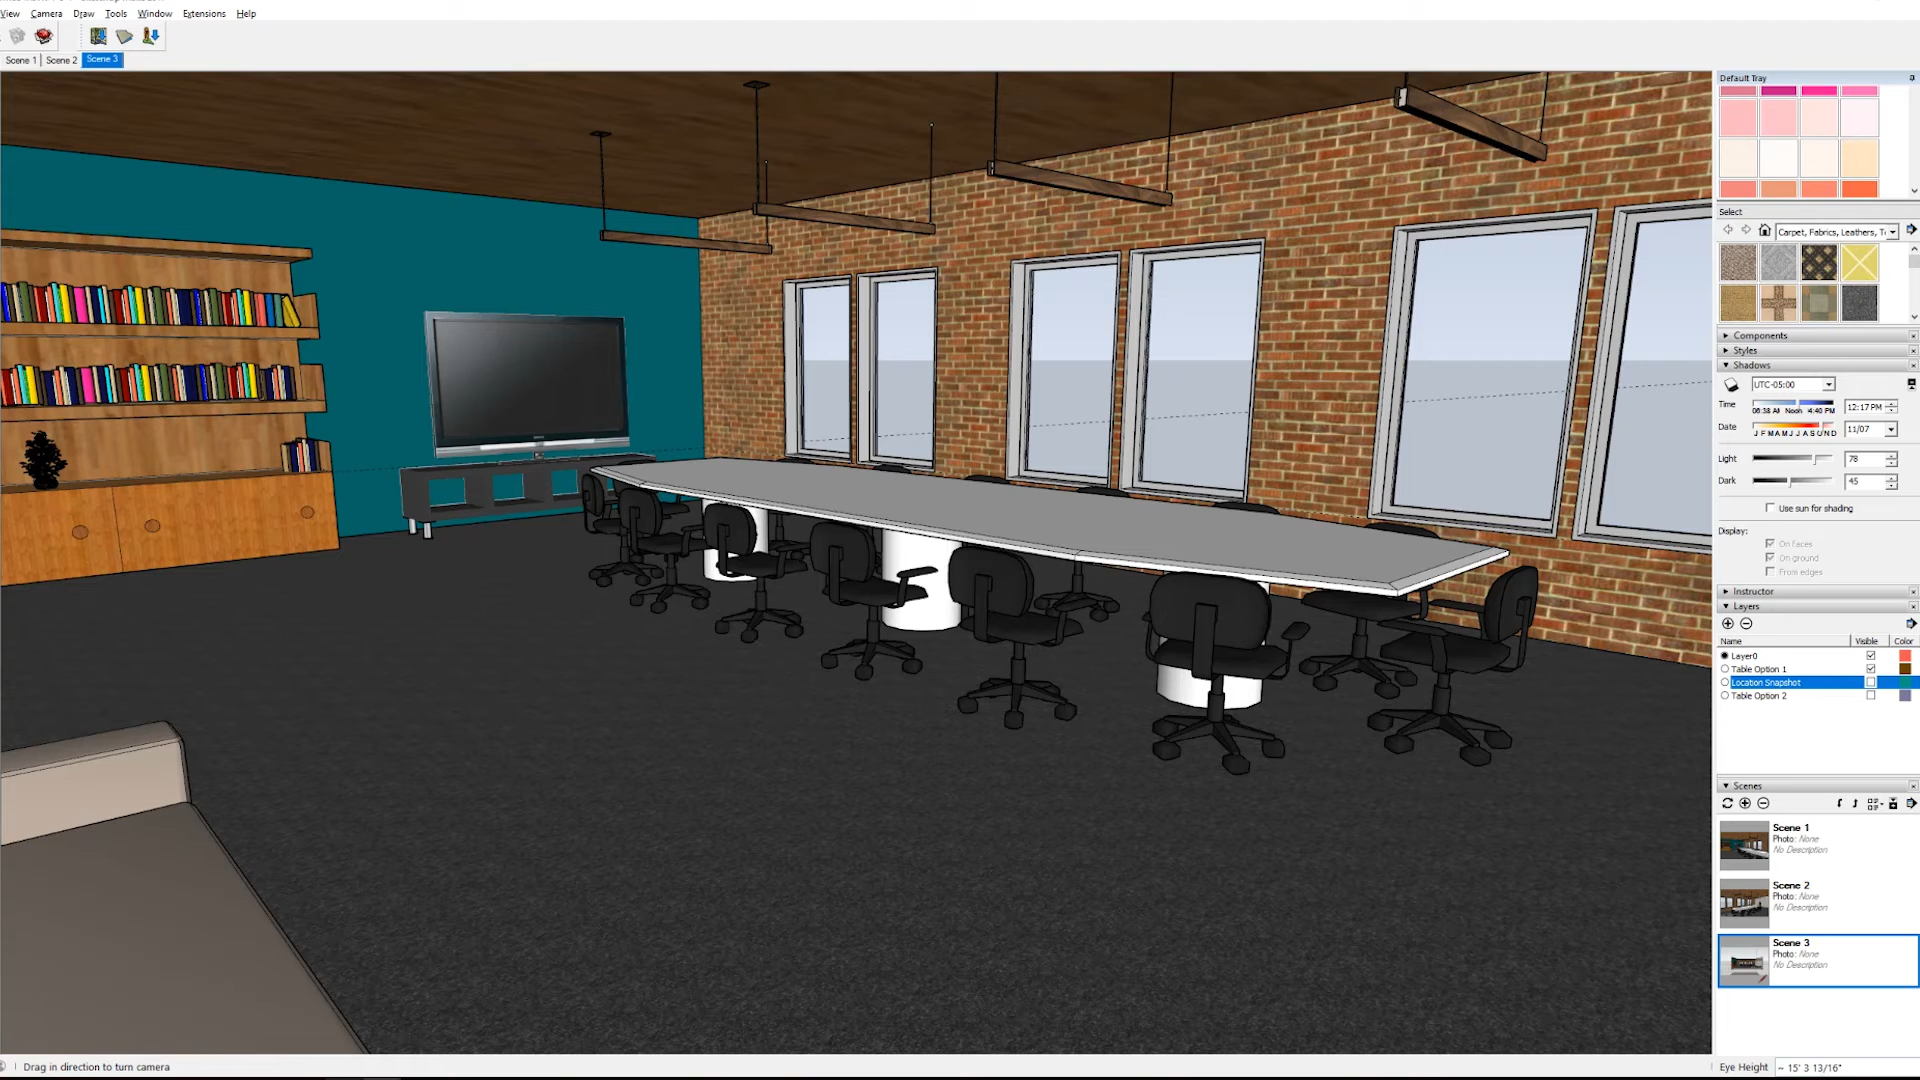 View Camera Draw Tools Window Extensions Help
Scene 1 Scene 2 Scene 3
Default Tray
Select
Carpet, Fabrics, Leathers, T
Components
Styles
Shadows
UTC-05:00
Time 06:38 AM Noon 4:40 PM 12:17 PM
Date J F M A M J J A S O N D 11/07
Light 78
Dark 45
Use sun for shading
Display:
On faces
On ground
From edges
Instructor
Layers
Name Visible Color
Layer0
Table Option 1
Location Snapshot
Table Option 2
Scenes
Scene 1
Photo: None
No Description
Scene 2
Photo: None
No Description
Scene 3
Photo: None
No Description
Drag in direction to turn camera
Eye Height ~ 15' 3 13/16"